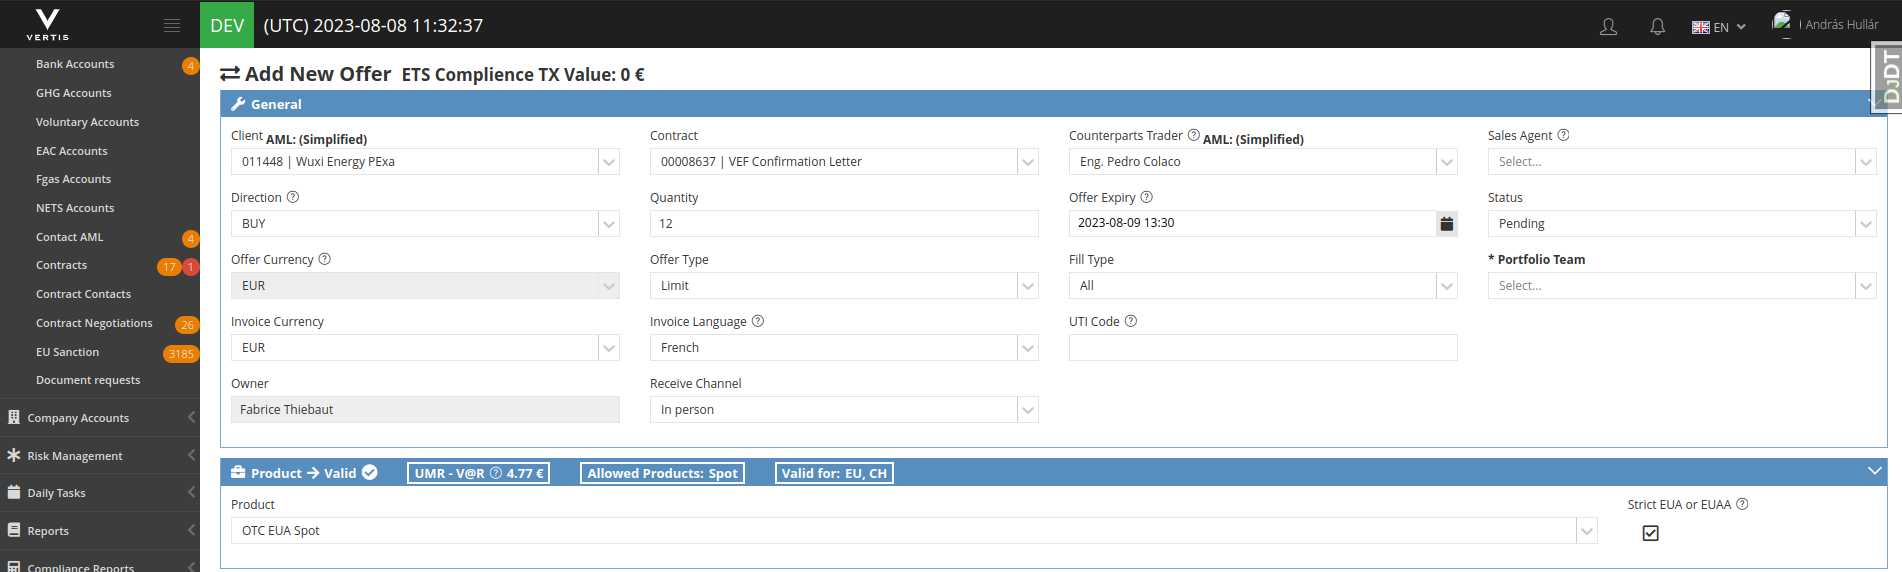 VERTIS
DEV
(UTC) 2023-08-08 11:32:37
EN
András Hullár
DJDT
Bank Accounts 4
GHG Accounts
Voluntary Accounts
EAC Accounts
Fgas Accounts
NETS Accounts
Contact AML 4
Contracts 17 1
Contract Contacts
Contract Negotiations 26
EU Sanction 3185
Document requests
Company Accounts
Risk Management
Daily Tasks
Reports
Compliance Reports
Add New Offer ETS Complience TX Value: 0 €
General
Client AML: (Simplified)
011448 | Wuxi Energy PExa
Contract
00008637 | VEF Confirmation Letter
Counterparts Trader AML: (Simplified)
Eng. Pedro Colaco
Sales Agent
Select...
Direction
BUY
Quantity
12
Offer Expiry
2023-08-09 13:30
Status
Pending
Offer Currency
EUR
Offer Type
Limit
Fill Type
All
* Portfolio Team
Select...
Invoice Currency
EUR
Invoice Language
French
UTI Code
Owner
Fabrice Thiebaut
Receive Channel
In person
Product → Valid
UMR - V@R 4.77 €
Allowed Products: Spot
Valid for: EU, CH
Product
OTC EUA Spot
Strict EUA or EUAA